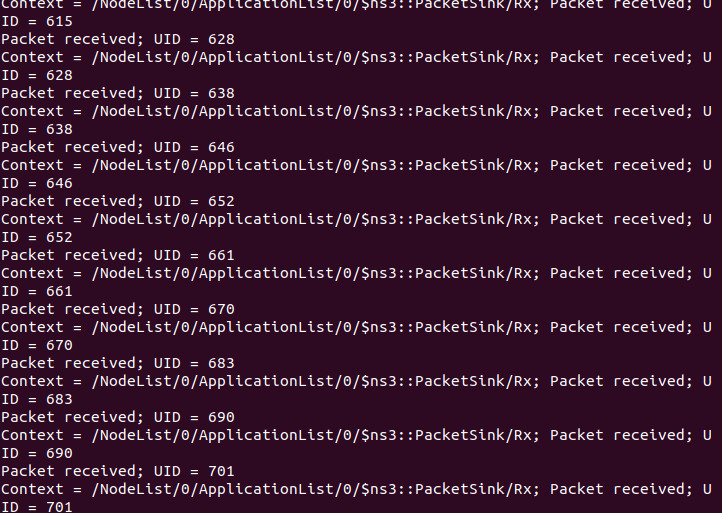 Context = /NodeList/0/ApplicationList/0/$ns3::PacketSink/Rx; Packet received; U
ID = 615
Packet received; UID = 628
Context = /NodeList/0/ApplicationList/0/$ns3::PacketSink/Rx; Packet received; U
ID = 628
Packet received; UID = 638
Context = /NodeList/0/ApplicationList/0/$ns3::PacketSink/Rx; Packet received; U
ID = 638
Packet received; UID = 646
Context = /NodeList/0/ApplicationList/0/$ns3::PacketSink/Rx; Packet received; U
ID = 646
Packet received; UID = 652
Context = /NodeList/0/ApplicationList/0/$ns3::PacketSink/Rx; Packet received; U
ID = 652
Packet received; UID = 661
Context = /NodeList/0/ApplicationList/0/$ns3::PacketSink/Rx; Packet received; U
ID = 661
Packet received; UID = 670
Context = /NodeList/0/ApplicationList/0/$ns3::PacketSink/Rx; Packet received; U
ID = 670
Packet received; UID = 683
Context = /NodeList/0/ApplicationList/0/$ns3::PacketSink/Rx; Packet received; U
ID = 683
Packet received; UID = 690
Context = /NodeList/0/ApplicationList/0/$ns3::PacketSink/Rx; Packet received; U
ID = 690
Packet received; UID = 701
Context = /NodeList/0/ApplicationList/0/$ns3::PacketSink/Rx; Packet received; U
ID = 701